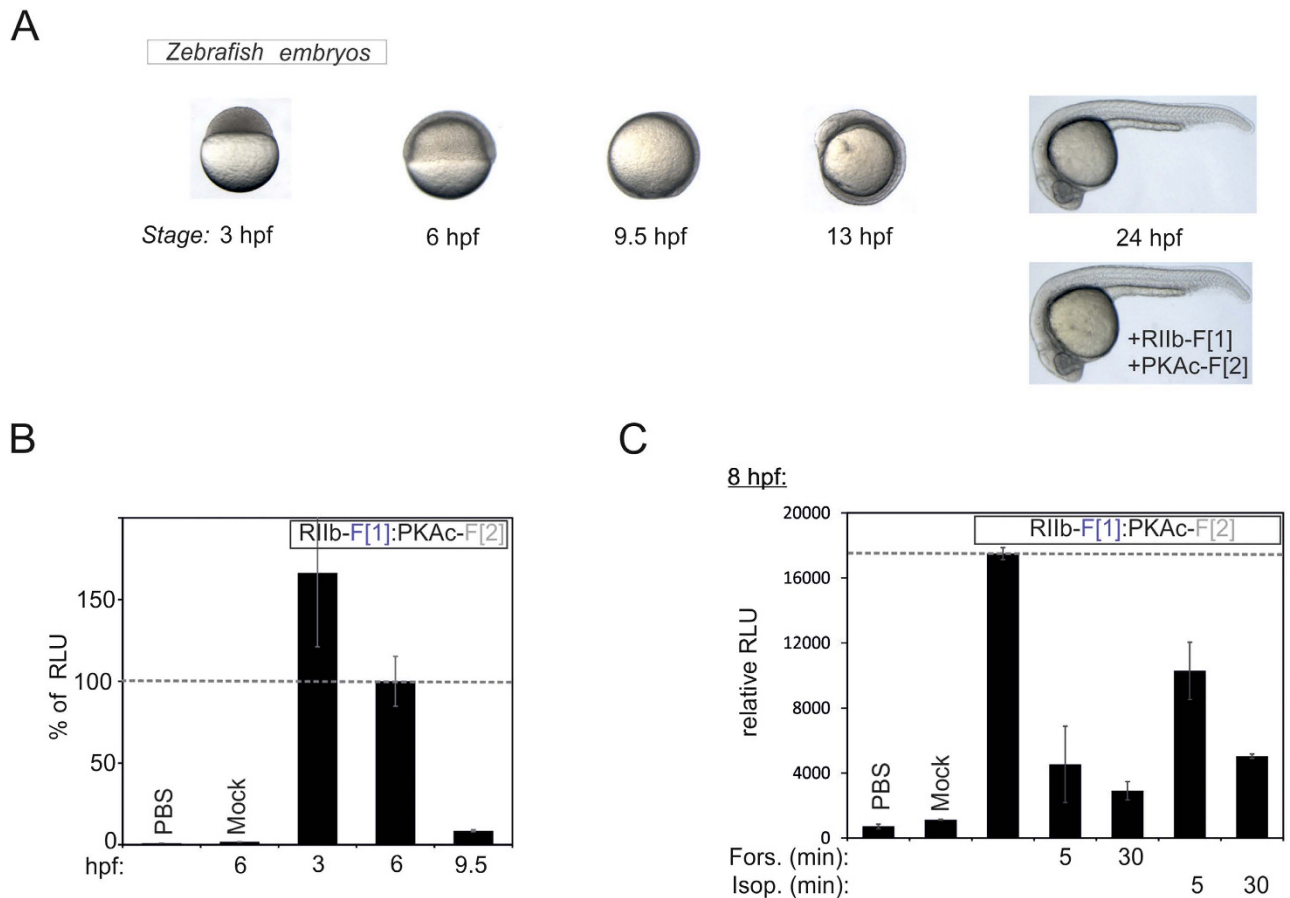 A
Zebrafish embryos
Stage: 3 hpf
6 hpf
9.5 hpf
13 hpf
24 hpf
+RIIb-F[1]
+PKAc-F[2]
B
RIIb-F[1]:PKAc-F[2]
% of RLU
150
100
50
0
PBS
Mock
hpf:
6
3
6
9.5
C
8 hpf:
RIIb-F[1]:PKAc-F[2]
relative RLU
20000
16000
12000
8000
4000
0
PBS
Mock
Fors. (min):
5
30
Isop. (min):
5
30